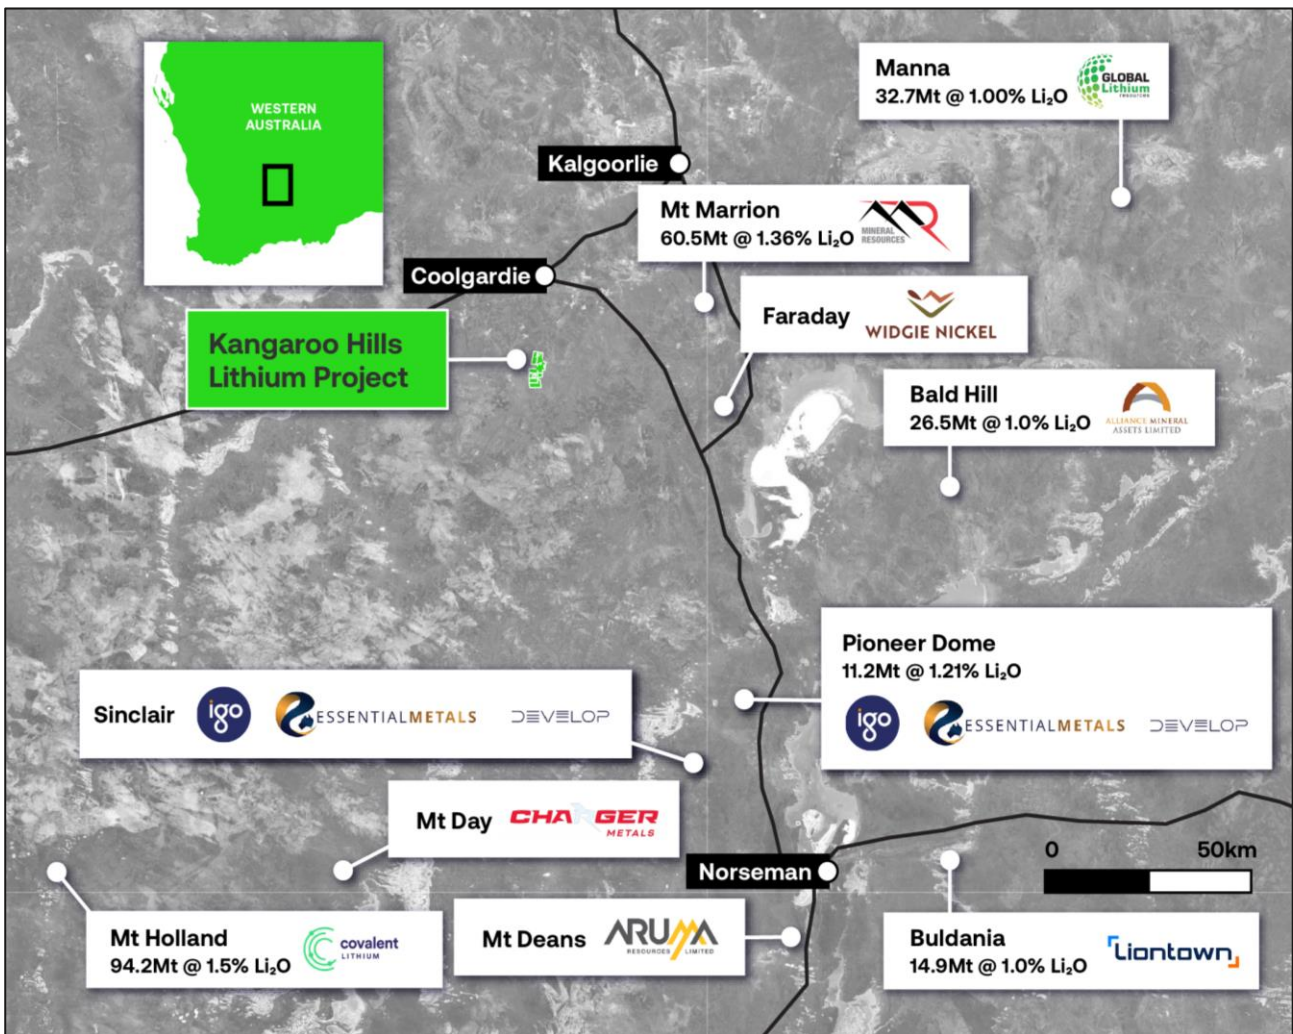 WESTERN
AUSTRALIA
Manna
32.7Mt @ 1.00% Li₂O
GLOBAL
Lithium
resources
Kalgoorlie
Mt Marrion
60.5Mt @ 1.36% Li₂O
MINERAL
RESOURCES
Coolgardie
Faraday
WIDGIE NICKEL
Kangaroo Hills
Lithium Project
Bald Hill
26.5Mt @ 1.0% Li₂O
ALLIANCE MINERAL
ASSETS LIMITED
Pioneer Dome
11.2Mt @ 1.21% Li₂O
igo
ESSENTIALMETALS
DEVELOP
Sinclair
igo
ESSENTIALMETALS
DEVELOP
Mt Day
CHARGER
METALS
Norseman
0 50km
Mt Holland
94.2Mt @ 1.5% Li₂O
covalent
LITHIUM
Mt Deans
ARUMA
RESOURCES LIMITED
Buldania
14.9Mt @ 1.0% Li₂O
Liontown